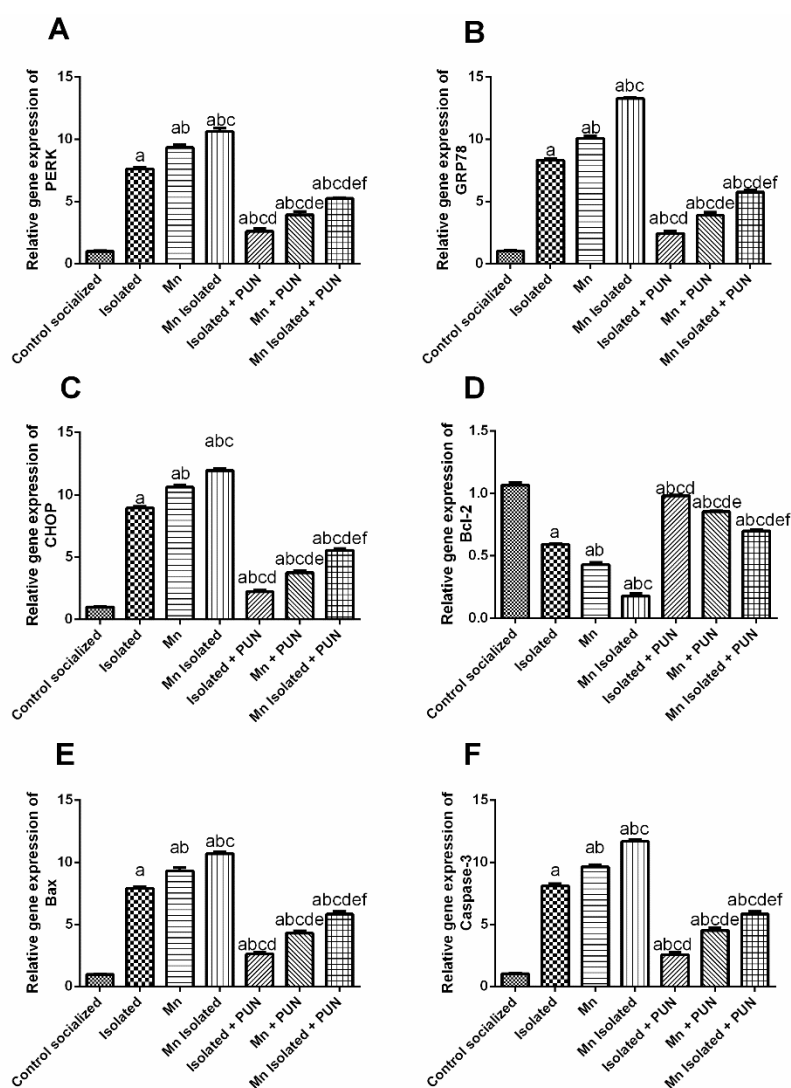 A
Relative gene expression of
PERK
15
10
5
0
a
ab
abc
abcd
abcde
abcdef
Control socialized
Isolated
Mn
Mn Isolated
Isolated + PUN
Mn + PUN
Mn Isolated + PUN
B
Relative gene expression of
GRP78
15
10
5
0
a
ab
abc
abcd
abcde
abcdef
Control socialized
Isolated
Mn
Mn Isolated
Isolated + PUN
Mn + PUN
Mn Isolated + PUN
C
Relative gene expression of
CHOP
15
10
5
0
a
ab
abc
abcd
abcde
abcdef
Control socialized
Isolated
Mn
Mn Isolated
Isolated + PUN
Mn + PUN
Mn Isolated + PUN
D
Relative gene expression of
Bcl-2
1.5
1.0
0.5
0.0
a
ab
abc
abcd
abcde
abcdef
Control socialized
Isolated
Mn
Mn Isolated
Isolated + PUN
Mn + PUN
Mn Isolated + PUN
E
Relative gene expression of
Bax
15
10
5
0
a
ab
abc
abcd
abcde
abcdef
Control socialized
Isolated
Mn
Mn Isolated
Isolated + PUN
Mn + PUN
Mn Isolated + PUN
F
Relative gene expression of
Caspase-3
15
10
5
0
a
ab
abc
abcd
abcde
abcdef
Control socialized
Isolated
Mn
Mn Isolated
Isolated + PUN
Mn + PUN
Mn Isolated + PUN